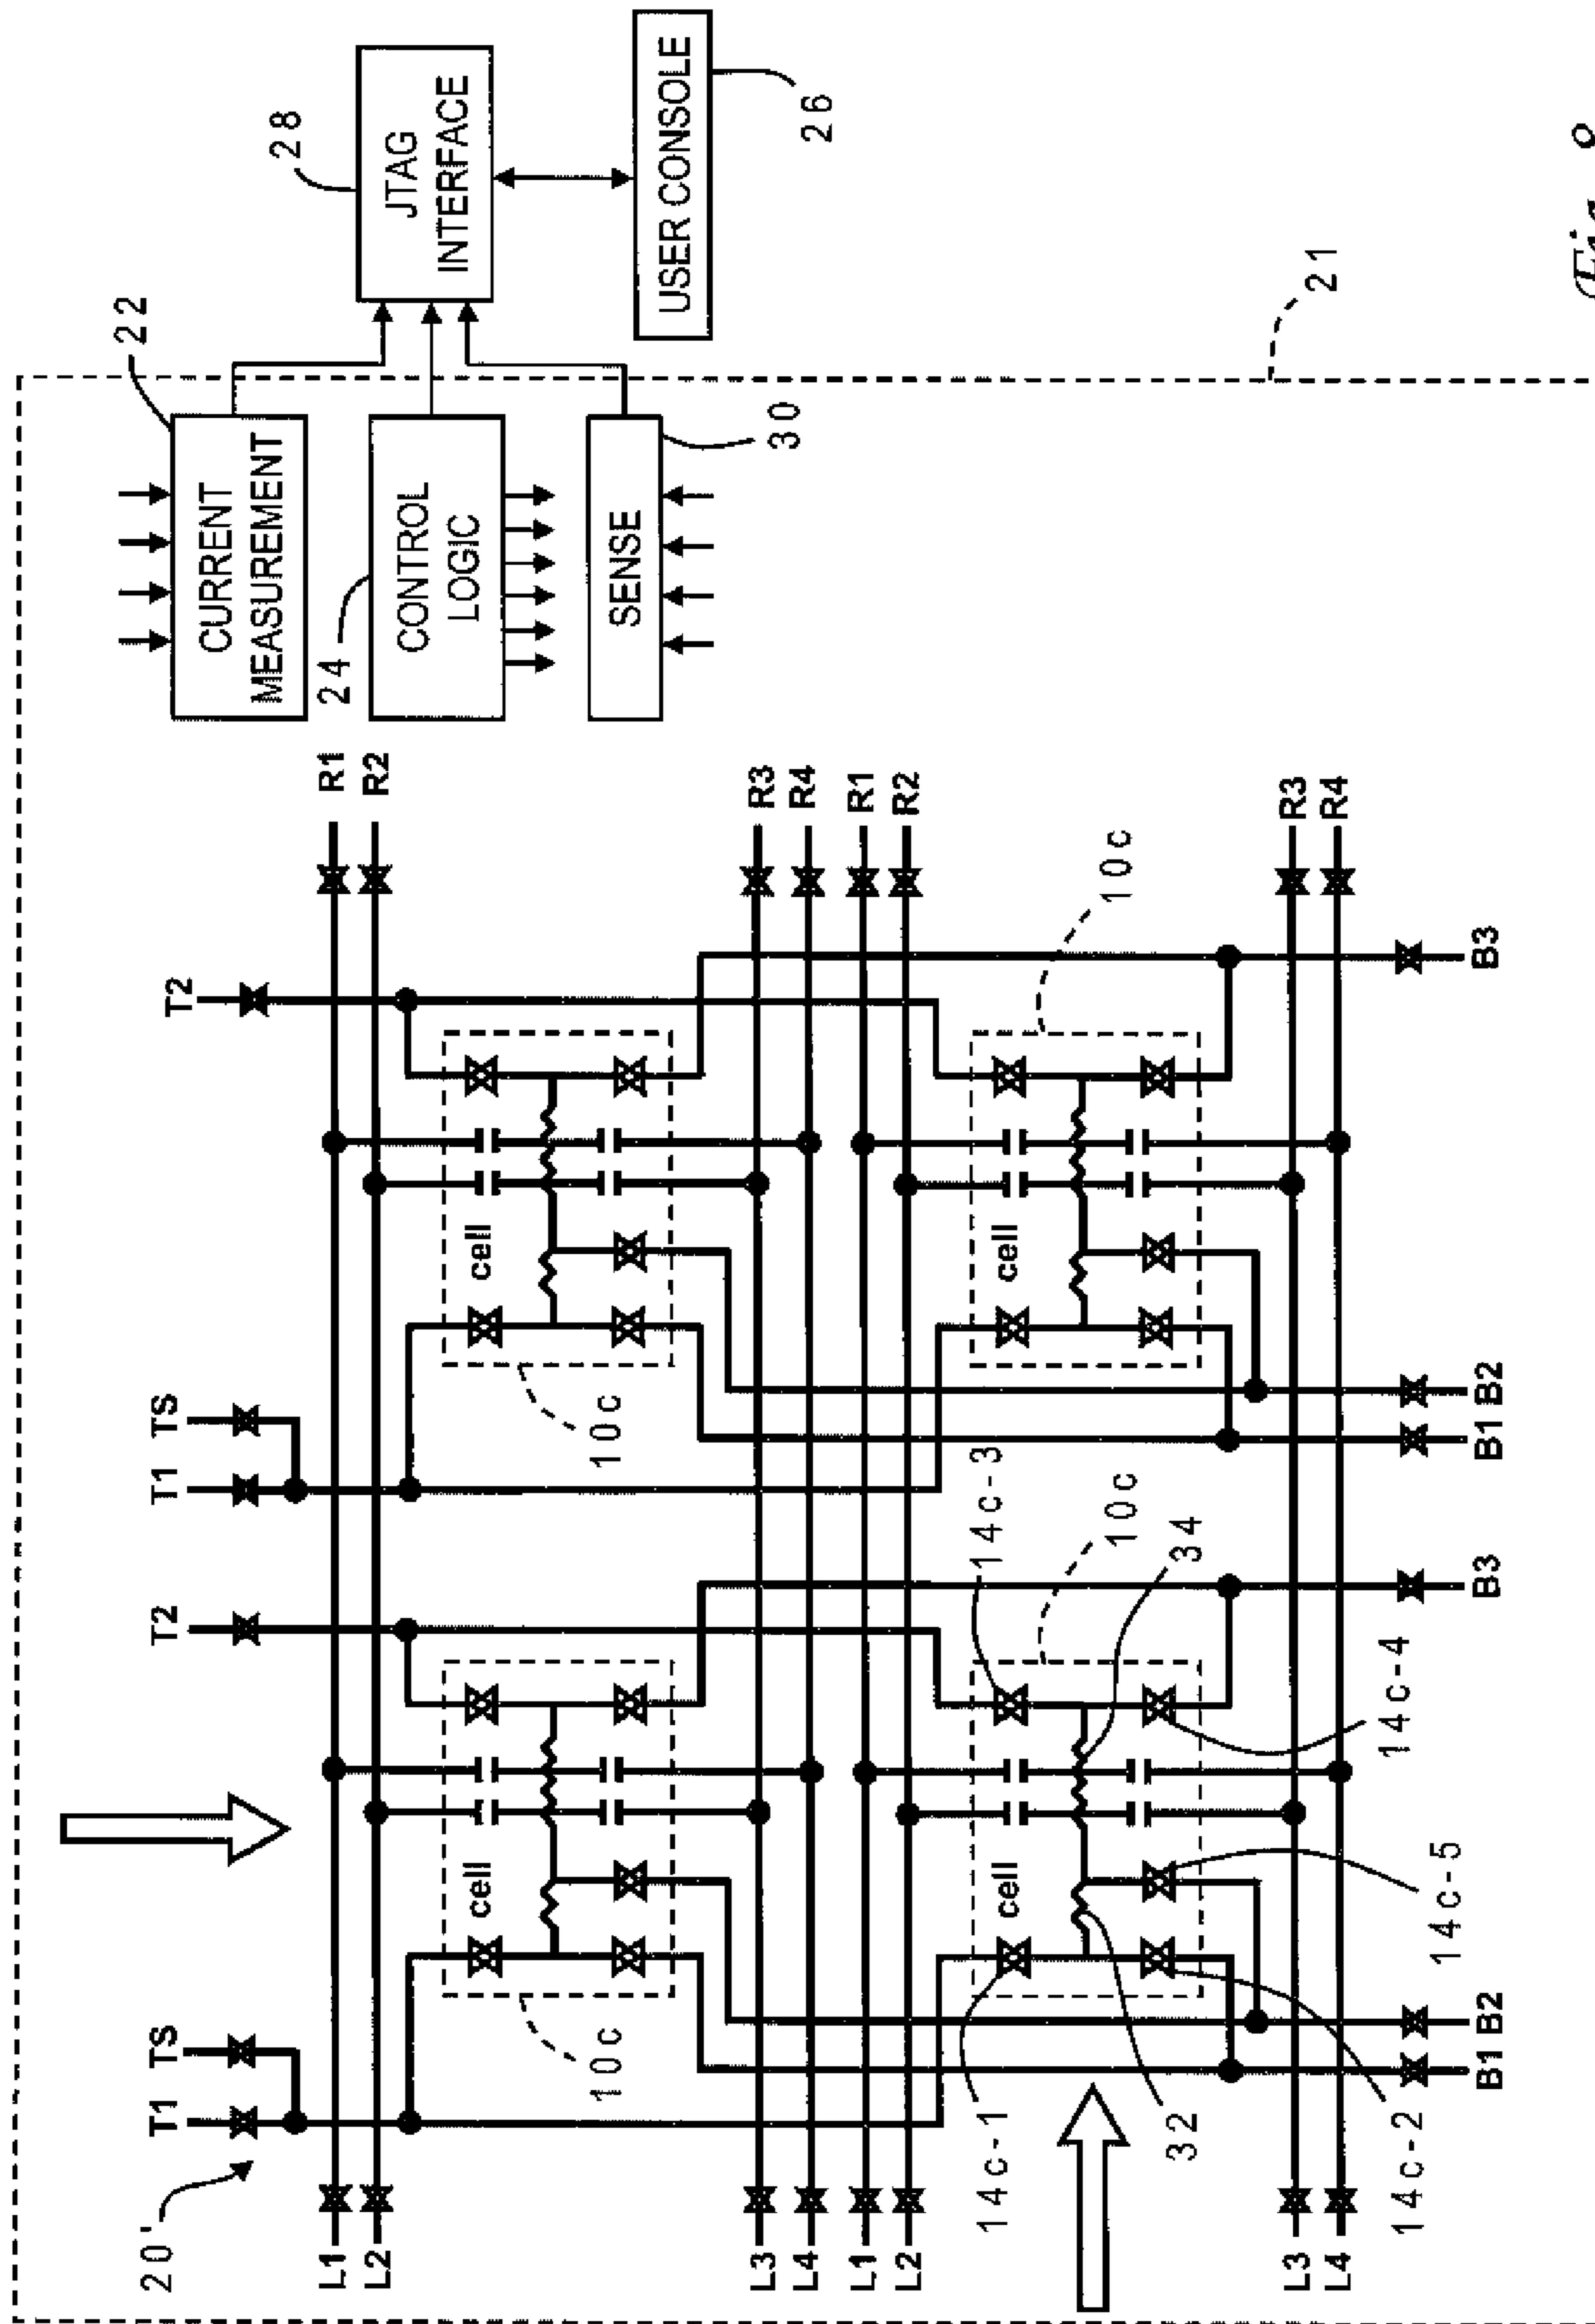 20'
T1
TS
T2
T1
TS
T2
22
CURRENT
MEASUREMENT
28
JTAG
INTERFACE
24
CONTROL
LOGIC
USER CONSOLE
26
SENSE
30
L1
R1
L2
R2
cell
cell
10c
10c
L3
R3
L4
R4
L1
R1
L2
R2
14c-1
14c-3
10c
10c
cell
cell
32
34
14c-2
14c-5
14c-4
L3
R3
L4
R4
B1
B2
B3
B1
B2
B3
21
Fig. 8